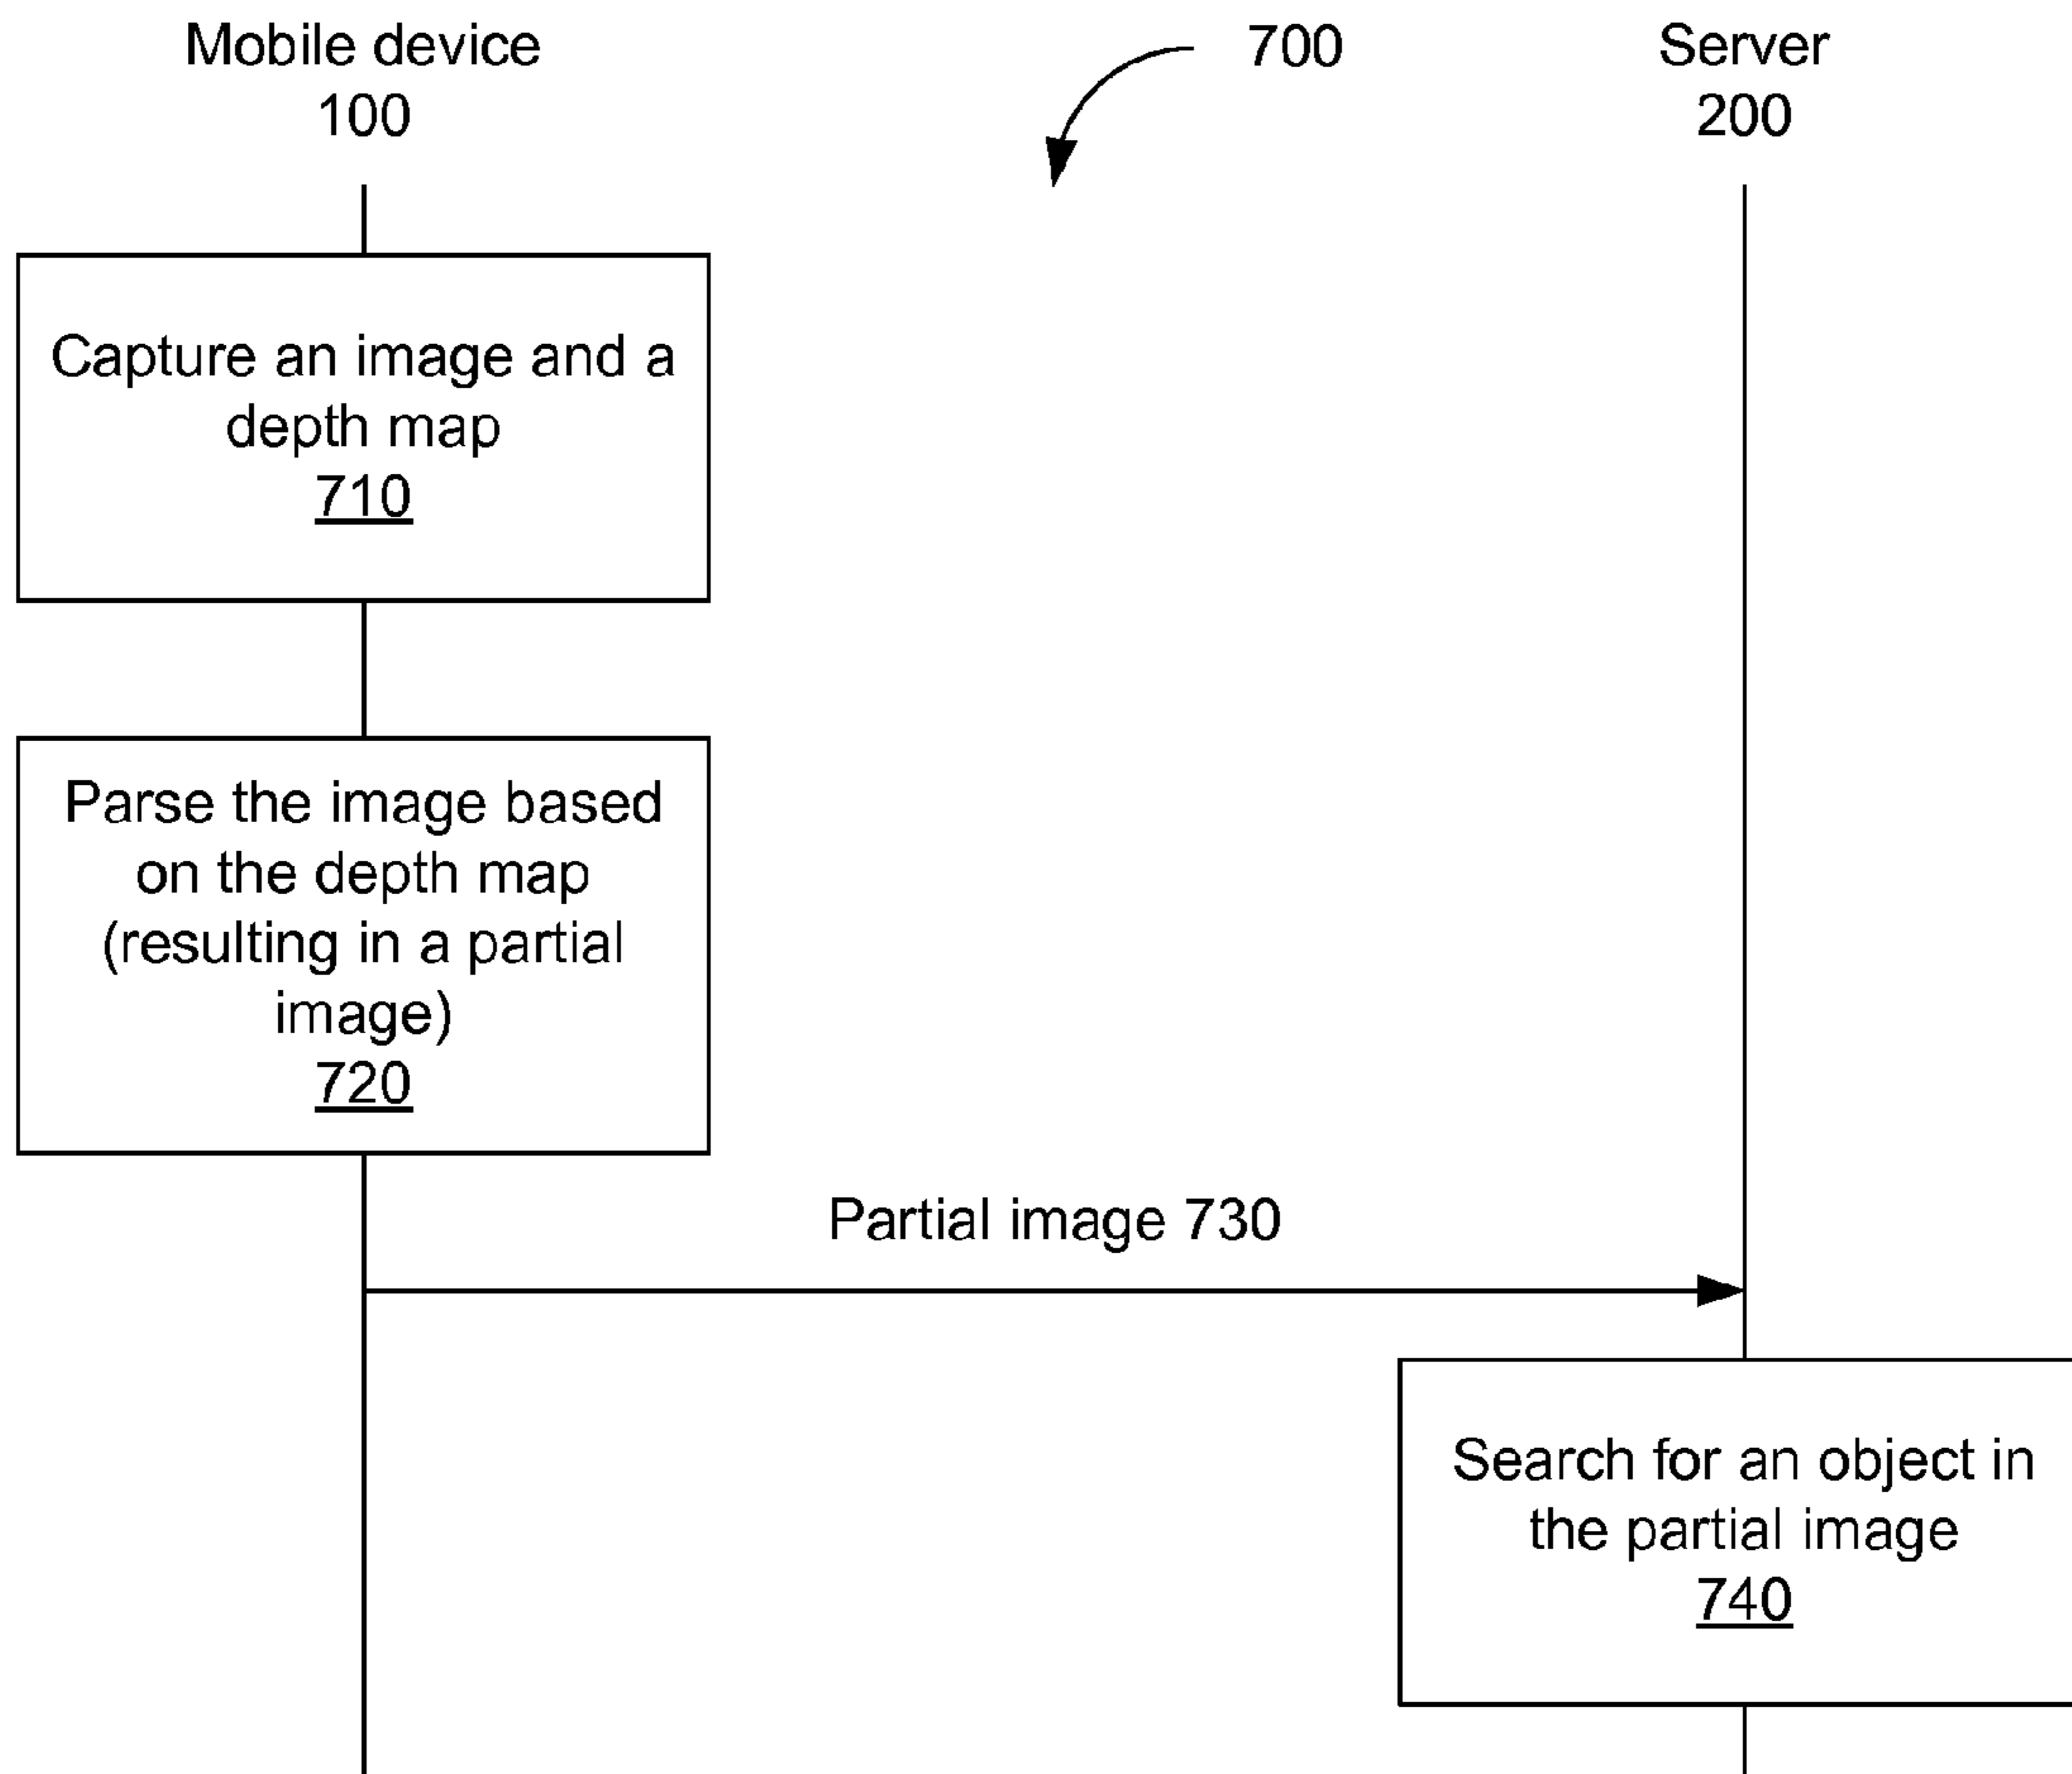 Mobile device
100
700
Server
200
Capture an image and a
depth map
710
Parse the image based
on the depth map
(resulting in a partial
image)
720
Partial image 730
Search for an object in
the partial image
740